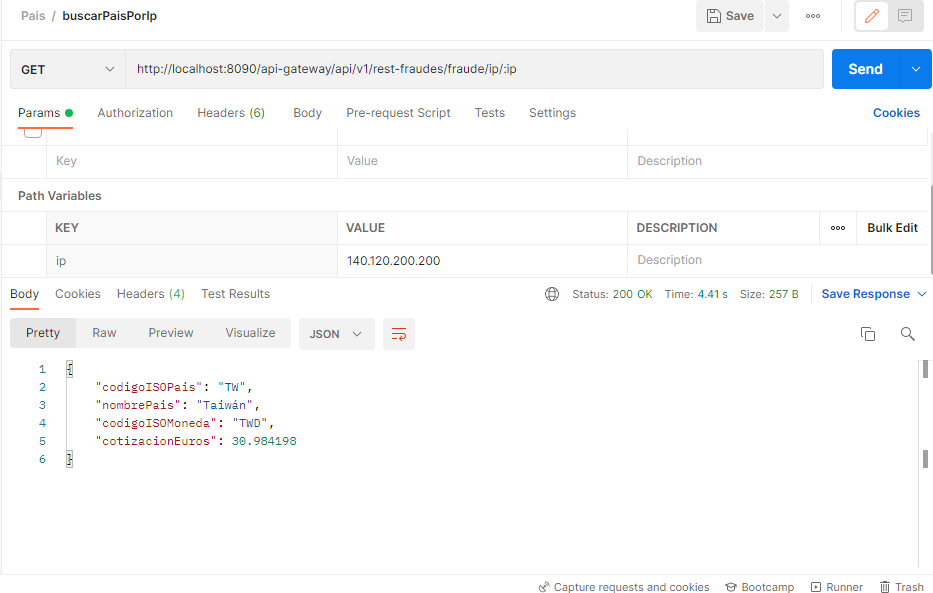 Pais / buscarPaisPorIp Save
GET http://localhost:8090/api-gateway/api/v1/rest-fraudes/fraude/ip/:ip Send
Params Authorization Headers (6) Body Pre-request Script Tests Settings Cookies
Key Value Description
Path Variables
KEY VALUE DESCRIPTION Bulk Edit
ip 140.120.200.200 Description
Body Cookies Headers (4) Test Results Status: 200 OK Time: 4.41 s Size: 257 B Save Response
Pretty Raw Preview Visualize JSON
1 {
2 "codigoISOPais": "TW",
3 "nombrePais": "Taiwán",
4 "codigoISOMoneda": "TWD",
5 "cotizacionEuros": 30.984198
6 }
Capture requests and cookies Bootcamp Runner Trash